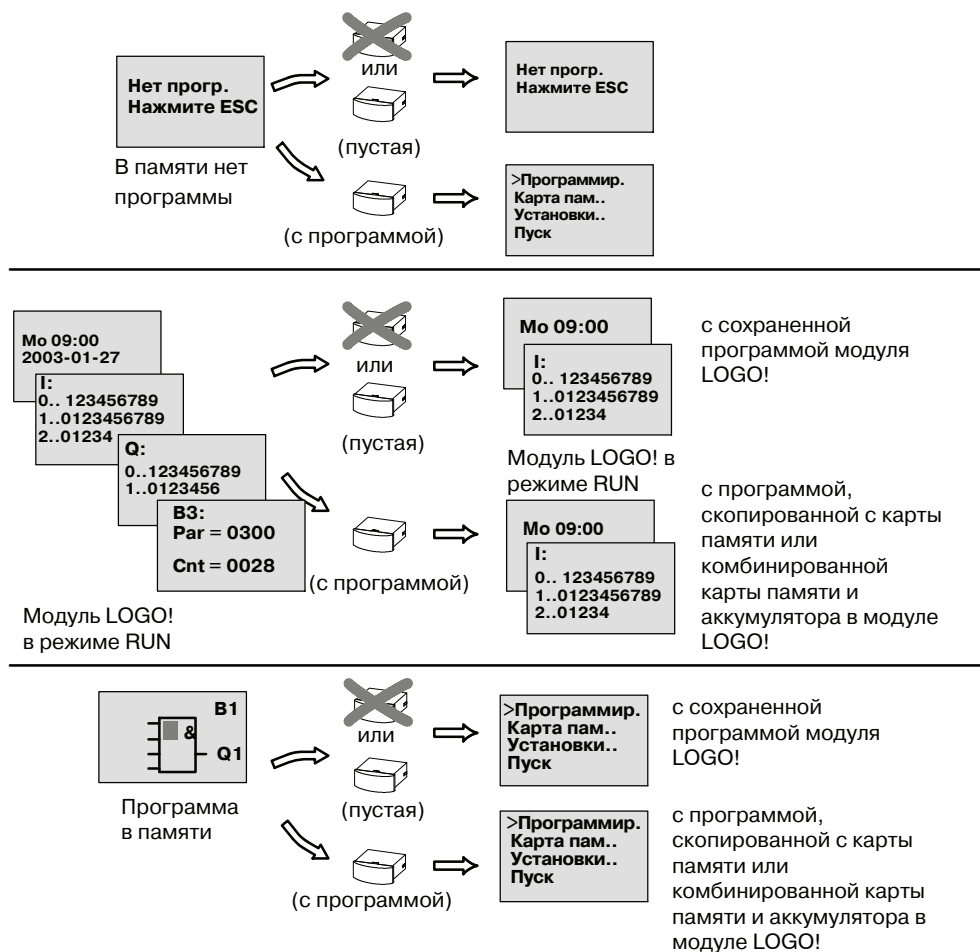 Нет прогр.
Нажмите ESC
В памяти нет
программы
или
(пустая)
(с программой)
Нет прогр.
Нажмите ESC
>Программир.
Карта пам..
Установки..
Пуск
Mo 09:00
2003-01-27
I:
0.. 123456789
1..0123456789
2..01234
Q:
0..123456789
1..0123456
B3:
Par = 0300
Cnt = 0028
Модуль LOGO!
в режиме RUN
или
(пустая)
(с программой)
Mo 09:00
I:
0.. 123456789
1..0123456789
2..01234
Модуль LOGO! в
режиме RUN
Mo 09:00
I:
0.. 123456789
1..0123456789
2..01234
с сохраненной
программой модуля
LOGO!
с программой,
скопированной с карты
памяти или
комбинированной
карты памяти и
аккумулятора в модуле
LOGO!
B1
&
Q1
Программа
в памяти
или
(пустая)
(с программой)
>Программир.
Карта пам..
Установки..
Пуск
>Программир.
Карта пам..
Установки..
Пуск
с сохраненной
программой модуля
LOGO!
с программой,
скопированной с карты
памяти или
комбинированной карты
памяти и аккумулятора в
модуле LOGO!